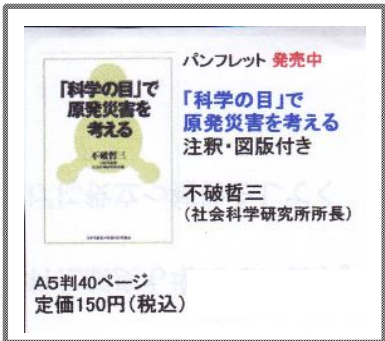 「科学の目」で
原発災害を
考える
不破哲三
パンフレット 発売中
「科学の目」で
原発災害を考える
注釈・図版付き
不破哲三
(社会科学研究所所長)
A5判40ページ
定価150円(税込)